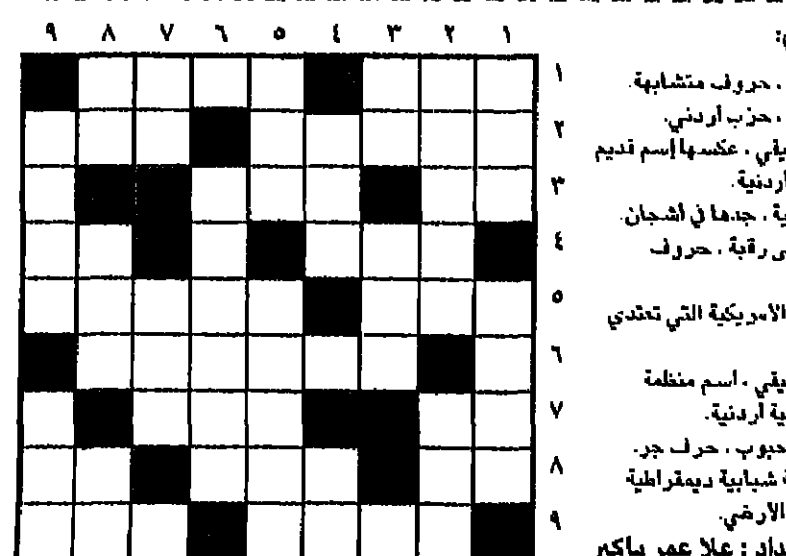 ٩ ٨ ٧ ٦ ٥ ٤ ٣ ٢ ١
١
٢
٣
٤
٥
٦
٧
٨
٩
. حروف متشابهة.
. حزب أردني.
يقي . عكسها إسم قديم
أردنية.
ية . جدها في أشجان.
ى رقبة . حروف
الأمريكية التي تعتدي
يقي . اسم منظمة
ية أردنية.
حبوب . حرف جر.
ة شبابية ديمقراطية
الارضي.
داد : علا عمر باكير